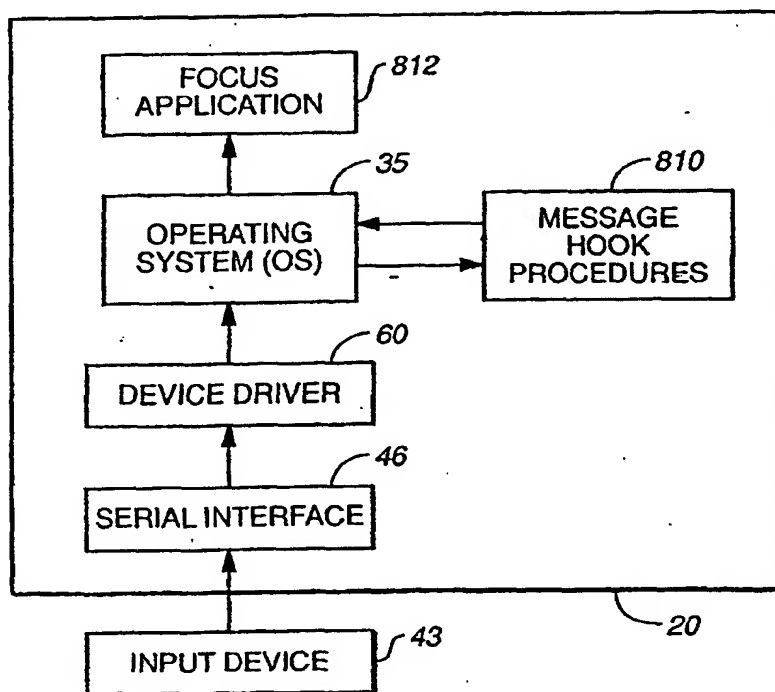 FOCUS
APPLICATION
812
35
810
OPERATING
SYSTEM (OS)
MESSAGE
HOOK
PROCEDURES
60
DEVICE DRIVER
46
SERIAL INTERFACE
20
43
INPUT DEVICE